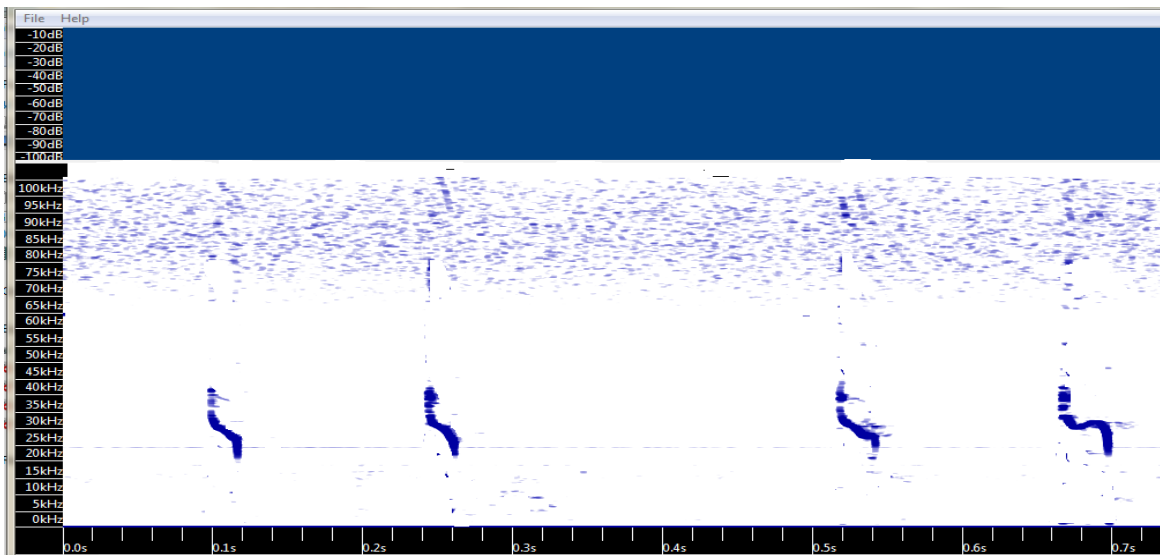 File Help
-10dB
-20dB
-30dB
-40dB
-50dB
-60dB
-70dB
-80dB
-90dB
-100dB
100kHz
95kHz
90kHz
85kHz
80kHz
75kHz
70kHz
65kHz
60kHz
55kHz
50kHz
45kHz
40kHz
35kHz
30kHz
25kHz
20kHz
15kHz
10kHz
5kHz
0kHz
0.0s 0.1s 0.2s 0.3s 0.4s 0.5s 0.6s 0.7s